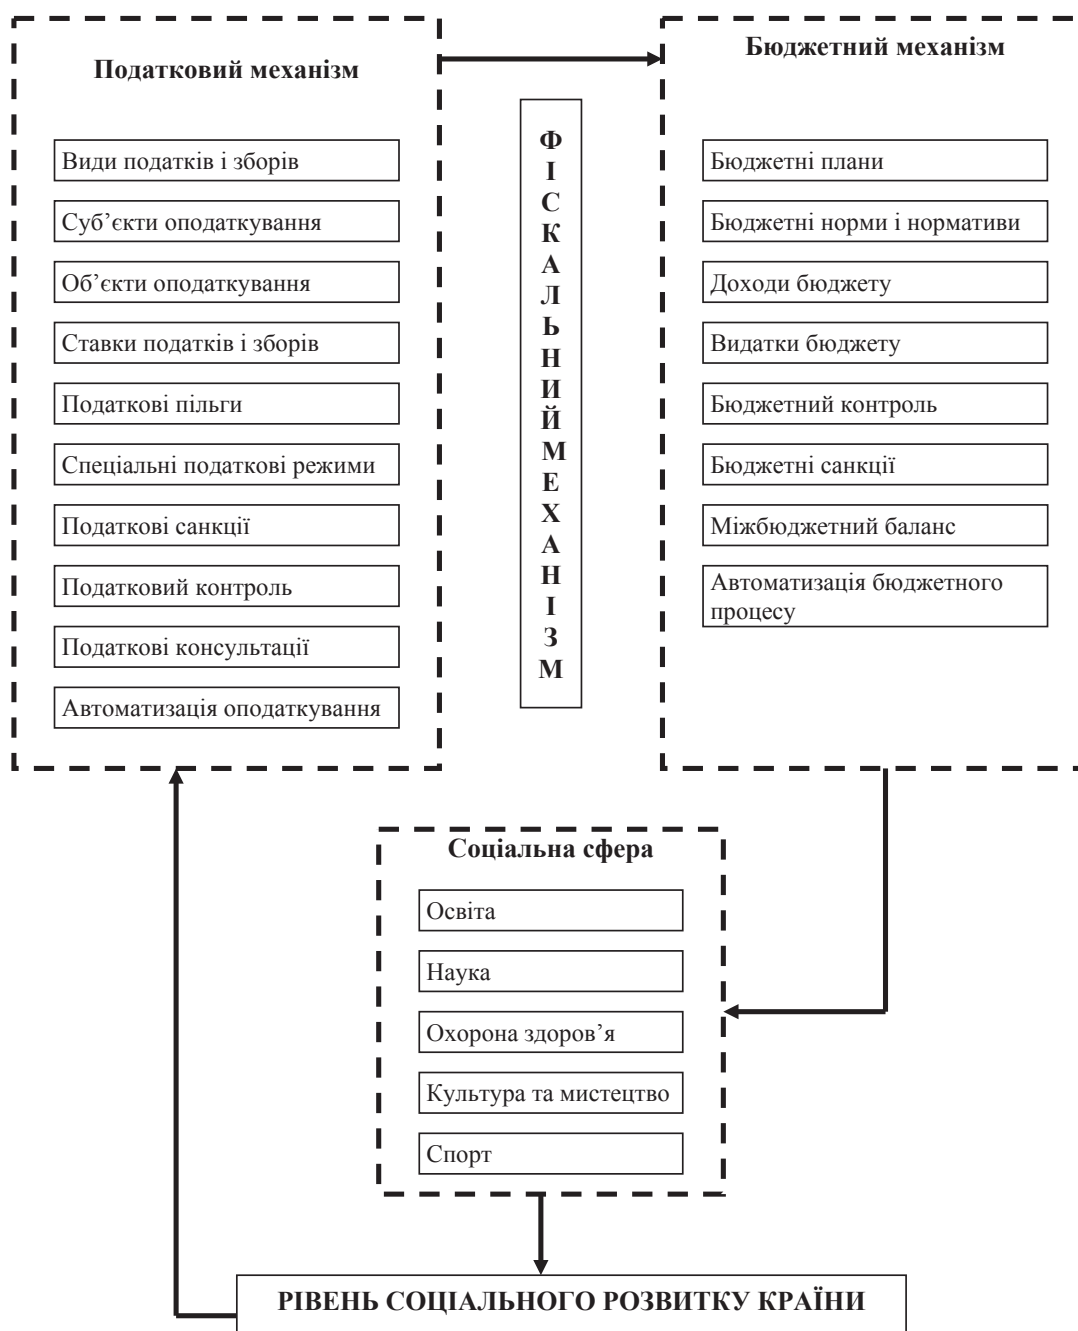 Податковий механізм
Види податків і зборів
Суб’єкти оподаткування
Об’єкти оподаткування
Ставки податків і зборів
Податкові пільги
Спеціальні податкові режими
Податкові санкції
Податковий контроль
Податкові консультації
Автоматизація оподаткування
ФІСКАЛЬНИЙ МЕХАНІЗМ
Бюджетний механізм
Бюджетні плани
Бюджетні норми і нормативи
Доходи бюджету
Видатки бюджету
Бюджетний контроль
Бюджетні санкції
Міжбюджетний баланс
Автоматизація бюджетного
процесу
Соціальна сфера
Освіта
Наука
Охорона здоров’я
Культура та мистецтво
Спорт
РІВЕНЬ СОЦІАЛЬНОГО РОЗВИТКУ КРАЇНИ